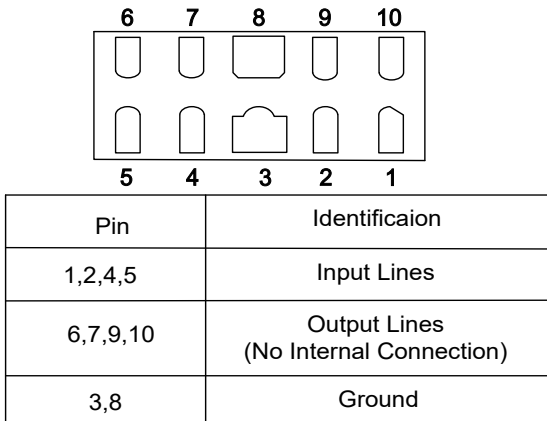 6 7 8 9 10
5 4 3 2 1
Pin Identificaion
1,2,4,5 Input Lines
6,7,9,10 Output Lines
(No Internal Connection)
3,8 Ground